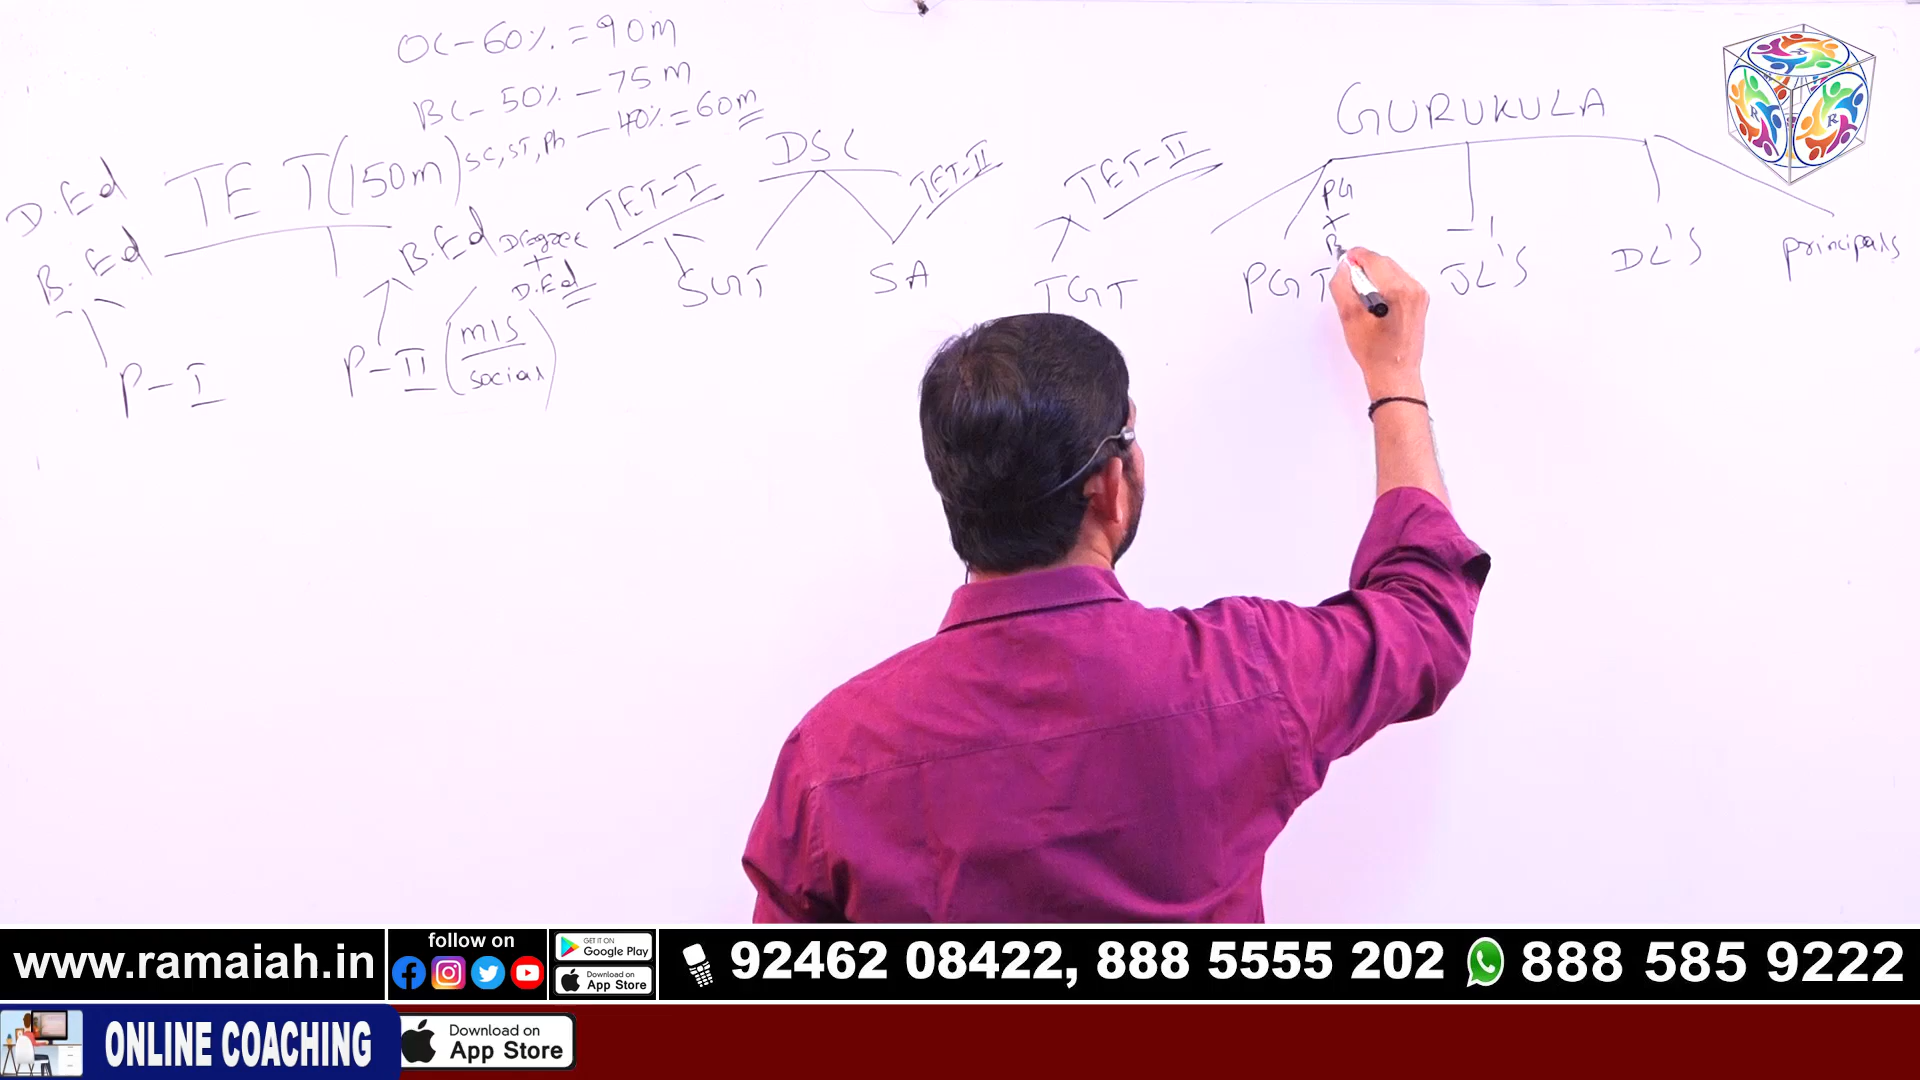 OC - 60% = 90m
BC - 50% - 75m
SC, ST, Ph - 40% = 60m
D.Ed
TET (150m)
B.Ed
P - I
B.Ed
P - II (M/S
social)
Degree
+
D.Ed
DSC
TET-I
SGT
TET-II
SA
TET-II
TGT
GURUKULA
PG
+
B
PGT
JL'S
DL'S
principals
www.ramaiah.in
follow on
GET IT ON
Google Play
Download on
App Store
92462 08422, 888 5555 202
888 585 9222
ONLINE COACHING
Download on
App Store